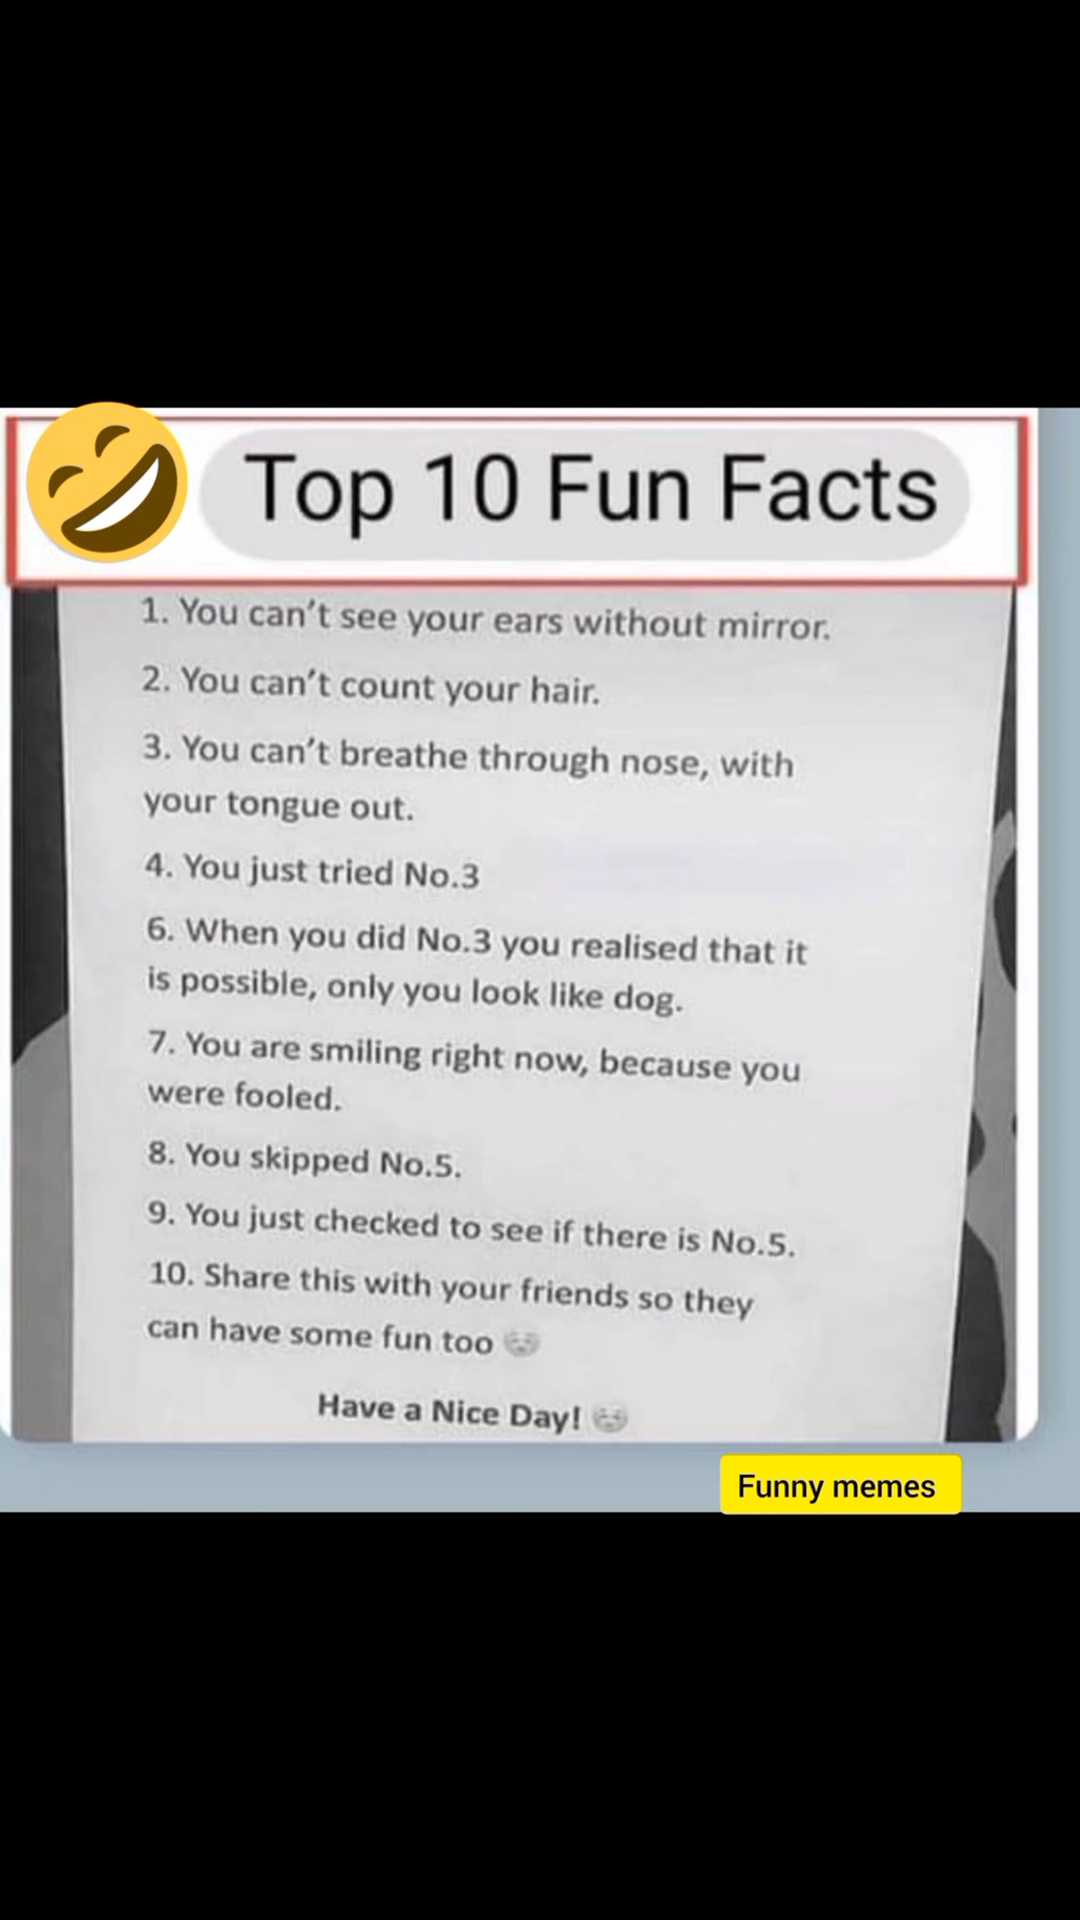 Top 10 Fun Facts
1. You can't see your ears without mirror.
2. You can't count your hair.
3. You can't breathe through nose, with
your tongue out.
4. You just tried No.3
6. When you did No.3 you realised that it
is possible, only you look like dog.
7. You are smiling right now, because you
were fooled.
8. You skipped No.5.
9. You just checked to see if there is No.5.
10. Share this with your friends so they
can have some fun too
Have a Nice Day!
Funny memes